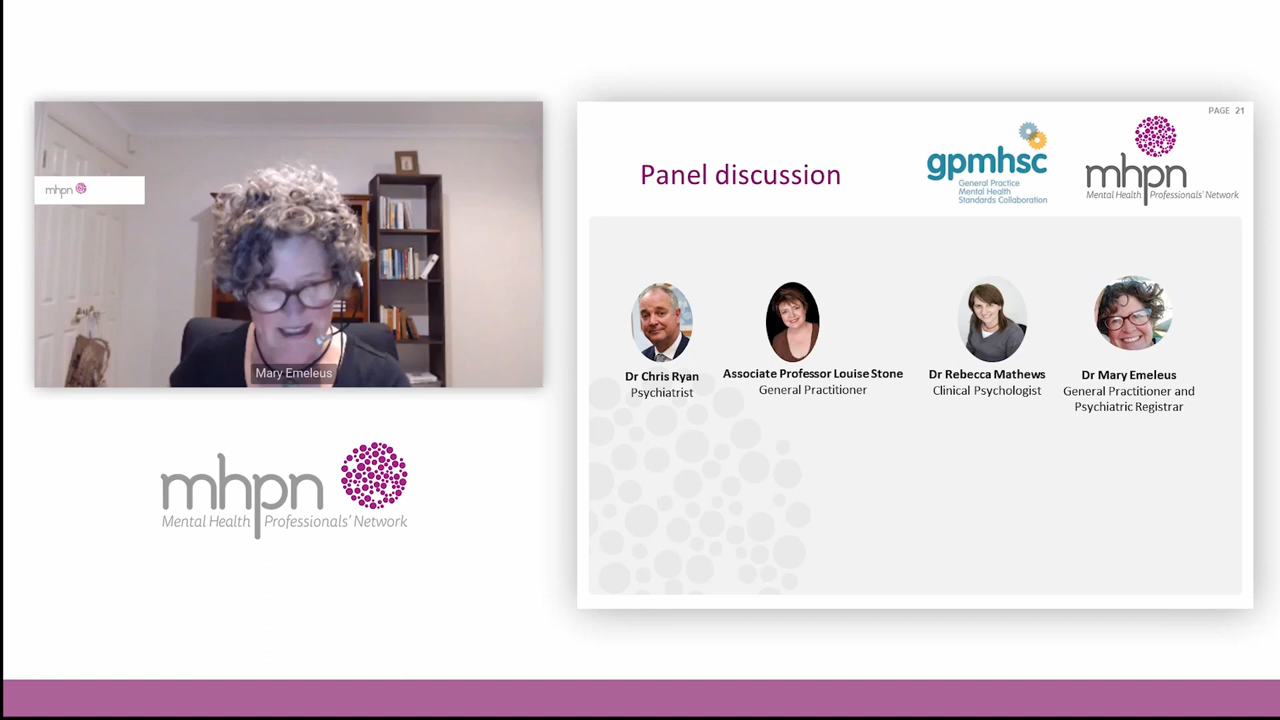 mhpn
Mary Emeleus
mhpn
Mental Health Professionals' Network
PAGE 21
Panel discussion
gpmhsc
General Practice
Mental Health
Standards Collaboration
mhpn
Mental Health Professionals' Network
Dr Chris Ryan
Psychiatrist
Associate Professor Louise Stone
General Practitioner
Dr Rebecca Mathews
Clinical Psychologist
Dr Mary Emeleus
General Practitioner and
Psychiatric Registrar